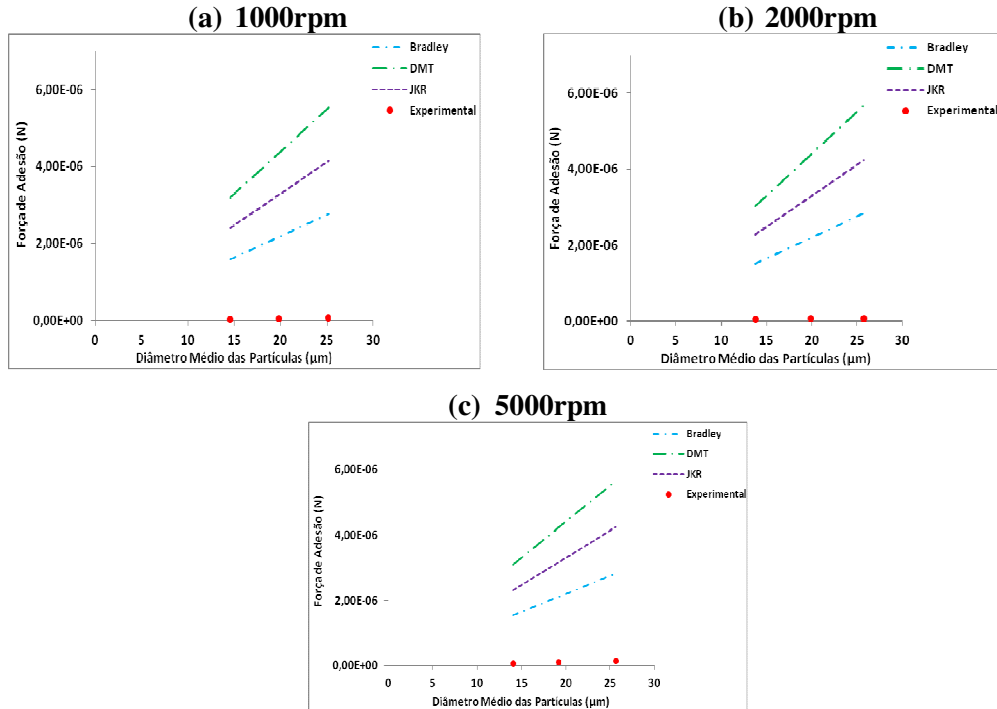 (a) 1000rpm
Bradley
DMT
JKR
Experimental
Força de Adesão (N)
6,00E-06
4,00E-06
2,00E-06
0,00E+00
0 5 10 15 20 25 30
Diâmetro Médio das Partículas (µm)
(b) 2000rpm
Bradley
DMT
JKR
Experimental
Força de Adesão (N)
6,00E-06
4,00E-06
2,00E-06
0,00E+00
0 5 10 15 20 25 30
Diâmetro Médio das Partículas (µm)
(c) 5000rpm
Bradley
DMT
JKR
Experimental
Força de Adesão (N)
6,00E-06
4,00E-06
2,00E-06
0,00E+00
0 5 10 15 20 25 30
Diâmetro Médio das Partículas (µm)